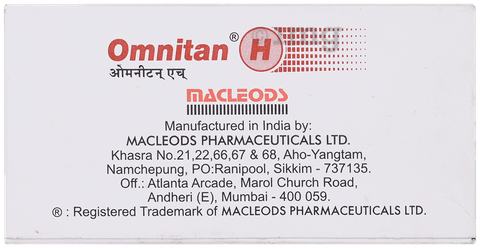 Omnitan® H
ओमनीटन् एच्
MACLEODS
Manufactured in India by:
MACLEODS PHARMACEUTICALS LTD.
Khasra No.21,22,66,67 & 68, Aho-Yangtam,
Namchepung, PO:Ranipool, Sikkim - 737135.
Off.: Atlanta Arcade, Marol Church Road,
Andheri (E), Mumbai - 400 059.
® : Registered Trademark of MACLEODS PHARMACEUTICALS LTD.